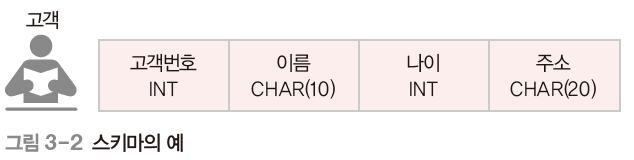 고객
고객번호 이름 나이 주소
INT CHAR(10) INT CHAR(20)
그림 3-2 스키마의 예